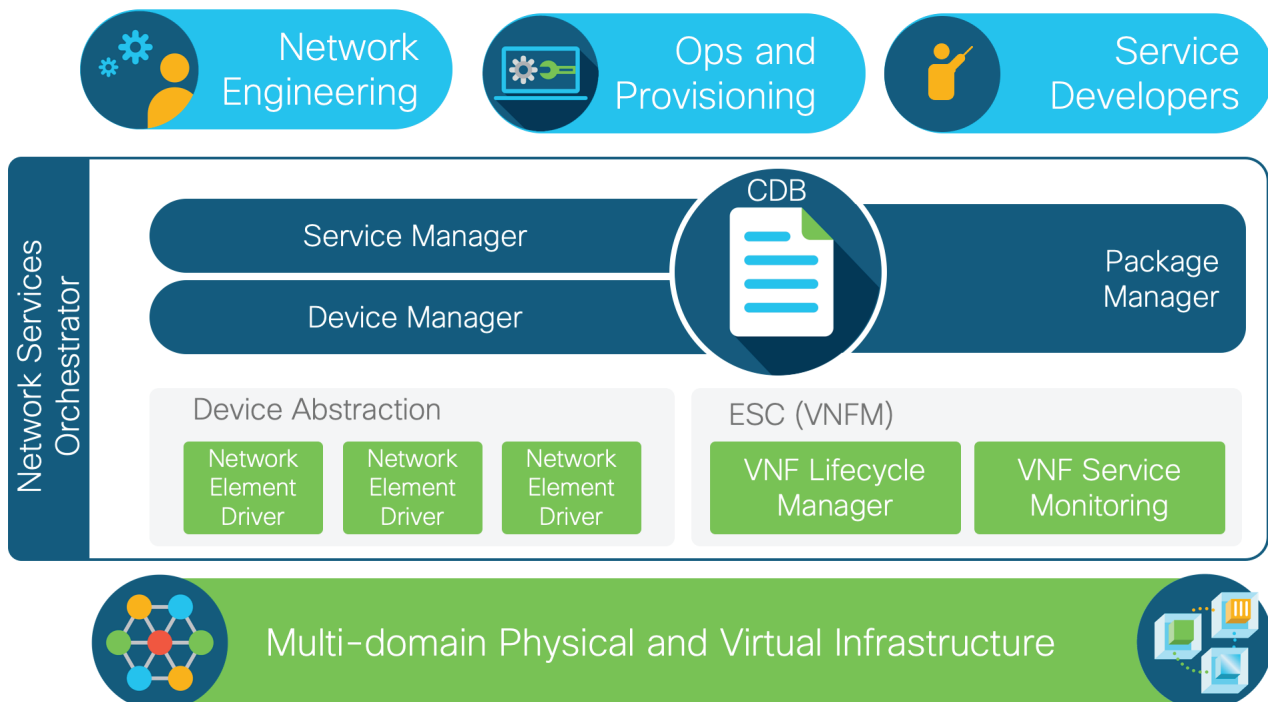 Network
Engineering
Ops and
Provisioning
Service
Developers
Network Services
Orchestrator
CDB
Service Manager
Device Manager
Package
Manager
Device Abstraction
Network
Element
Driver
Network
Element
Driver
Network
Element
Driver
ESC (VNFM)
VNF Lifecycle
Manager
VNF Service
Monitoring
Multi-domain Physical and Virtual Infrastructure